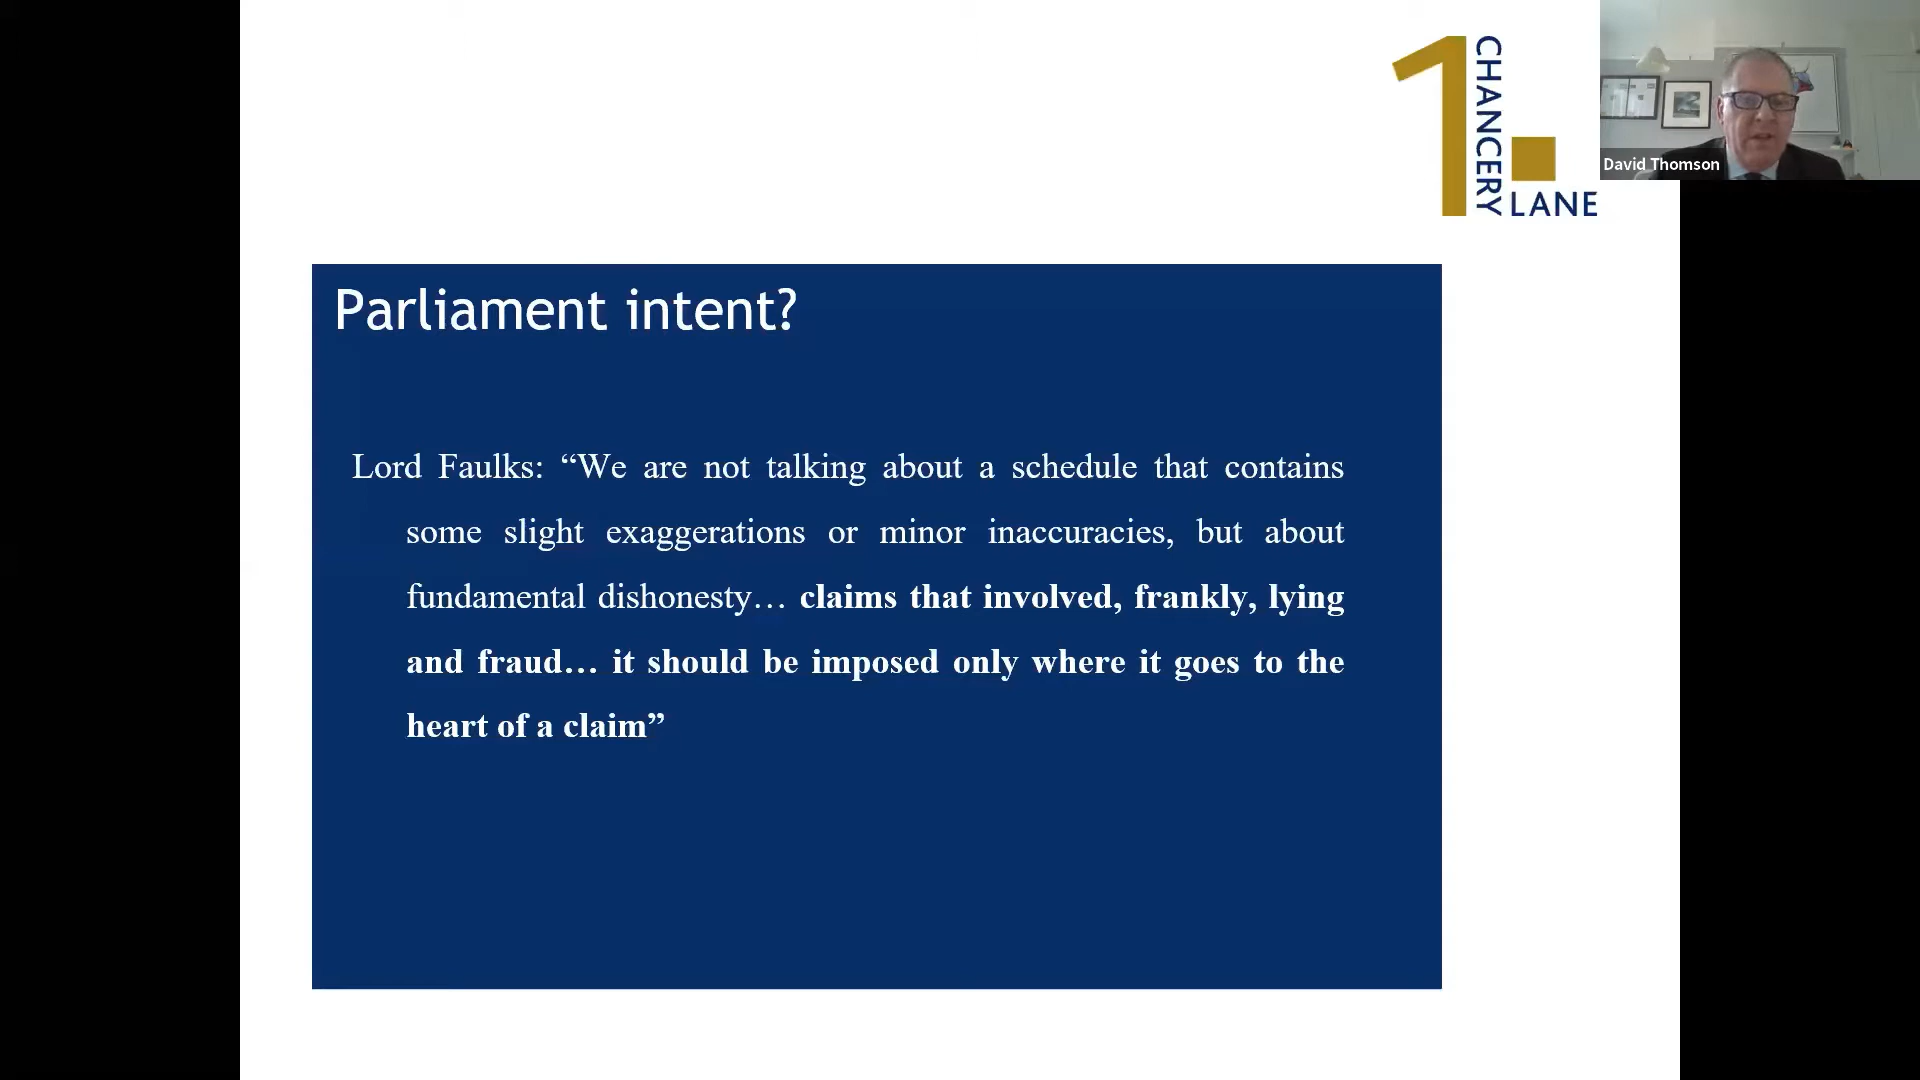 1 CHANCERY LANE
David Thomson
Parliament intent?
Lord Faulks: “We are not talking about a schedule that contains
some slight exaggerations or minor inaccuracies, but about
fundamental dishonesty… claims that involved, frankly, lying
and fraud… it should be imposed only where it goes to the
heart of a claim”